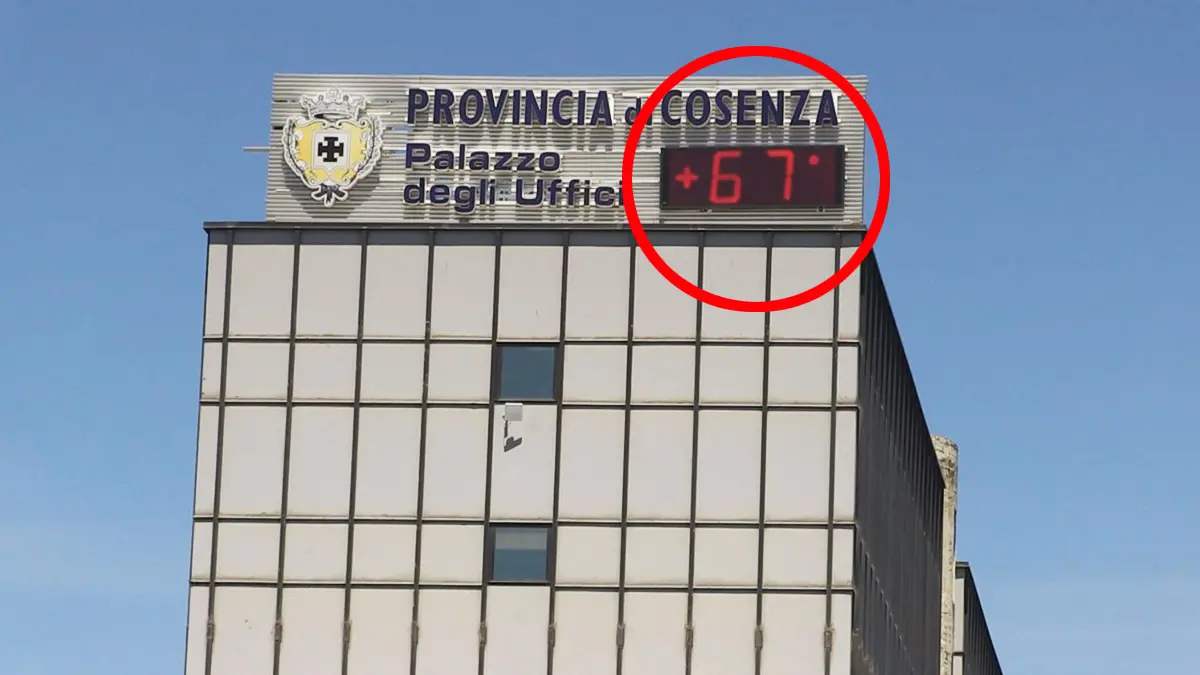 PROVINCIA di COSENZA
Palazzo
degli Uffici
+67°